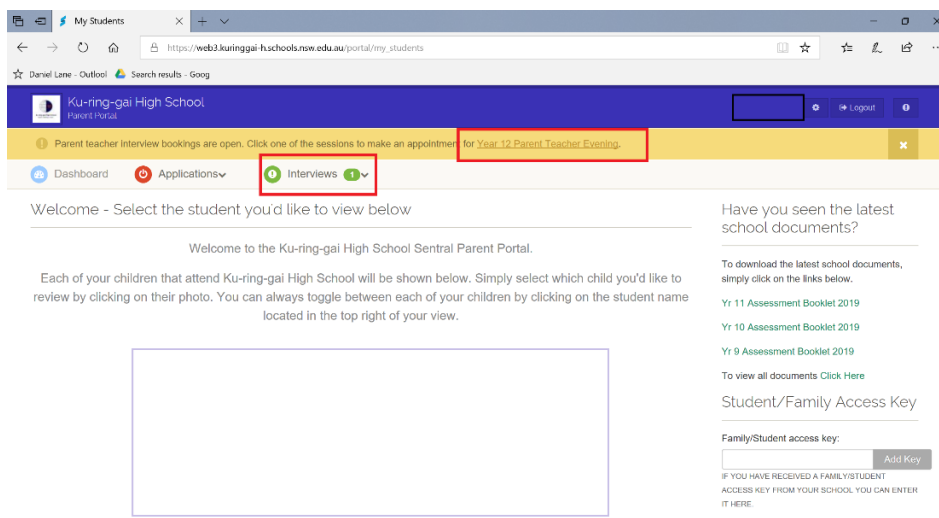 My Students
https://web3.kuringgai-h.schools.nsw.edu.au/portal/my_students
Daniel Lane - Outlool Search results - Goog
Ku-ring-gai High School
Parent Portal
Logout
Parent teacher interview bookings are open. Click one of the sessions to make an appointment for Year 12 Parent Teacher Evening.
Dashboard Applications Interviews 1
Welcome - Select the student you'd like to view below
Welcome to the Ku-ring-gai High School Sentral Parent Portal.
Each of your children that attend Ku-ring-gai High School will be shown below. Simply select which child you'd like to
review by clicking on their photo. You can always toggle between each of your children by clicking on the student name
located in the top right of your view.
Have you seen the latest
school documents?
To download the latest school documents,
simply click on the links below.
Yr 11 Assessment Booklet 2019
Yr 10 Assessment Booklet 2019
Yr 9 Assessment Booklet 2019
To view all documents Click Here
Student/Family Access Key
Family/Student access key:
Add Key
IF YOU HAVE RECEIVED A FAMILY/STUDENT
ACCESS KEY FROM YOUR SCHOOL YOU CAN ENTER
IT HERE.